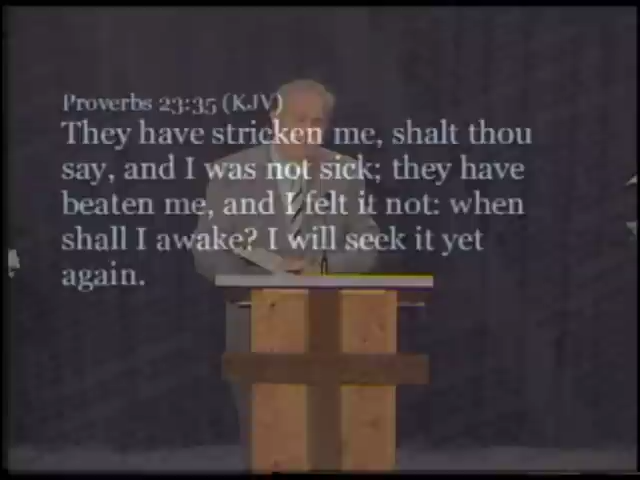 Proverbs 23:35 (KJV)
They have stricken me, shalt thou
say, and I was not sick; they have
beaten me, and I felt it not: when
shall I awake? I will seek it yet
again.